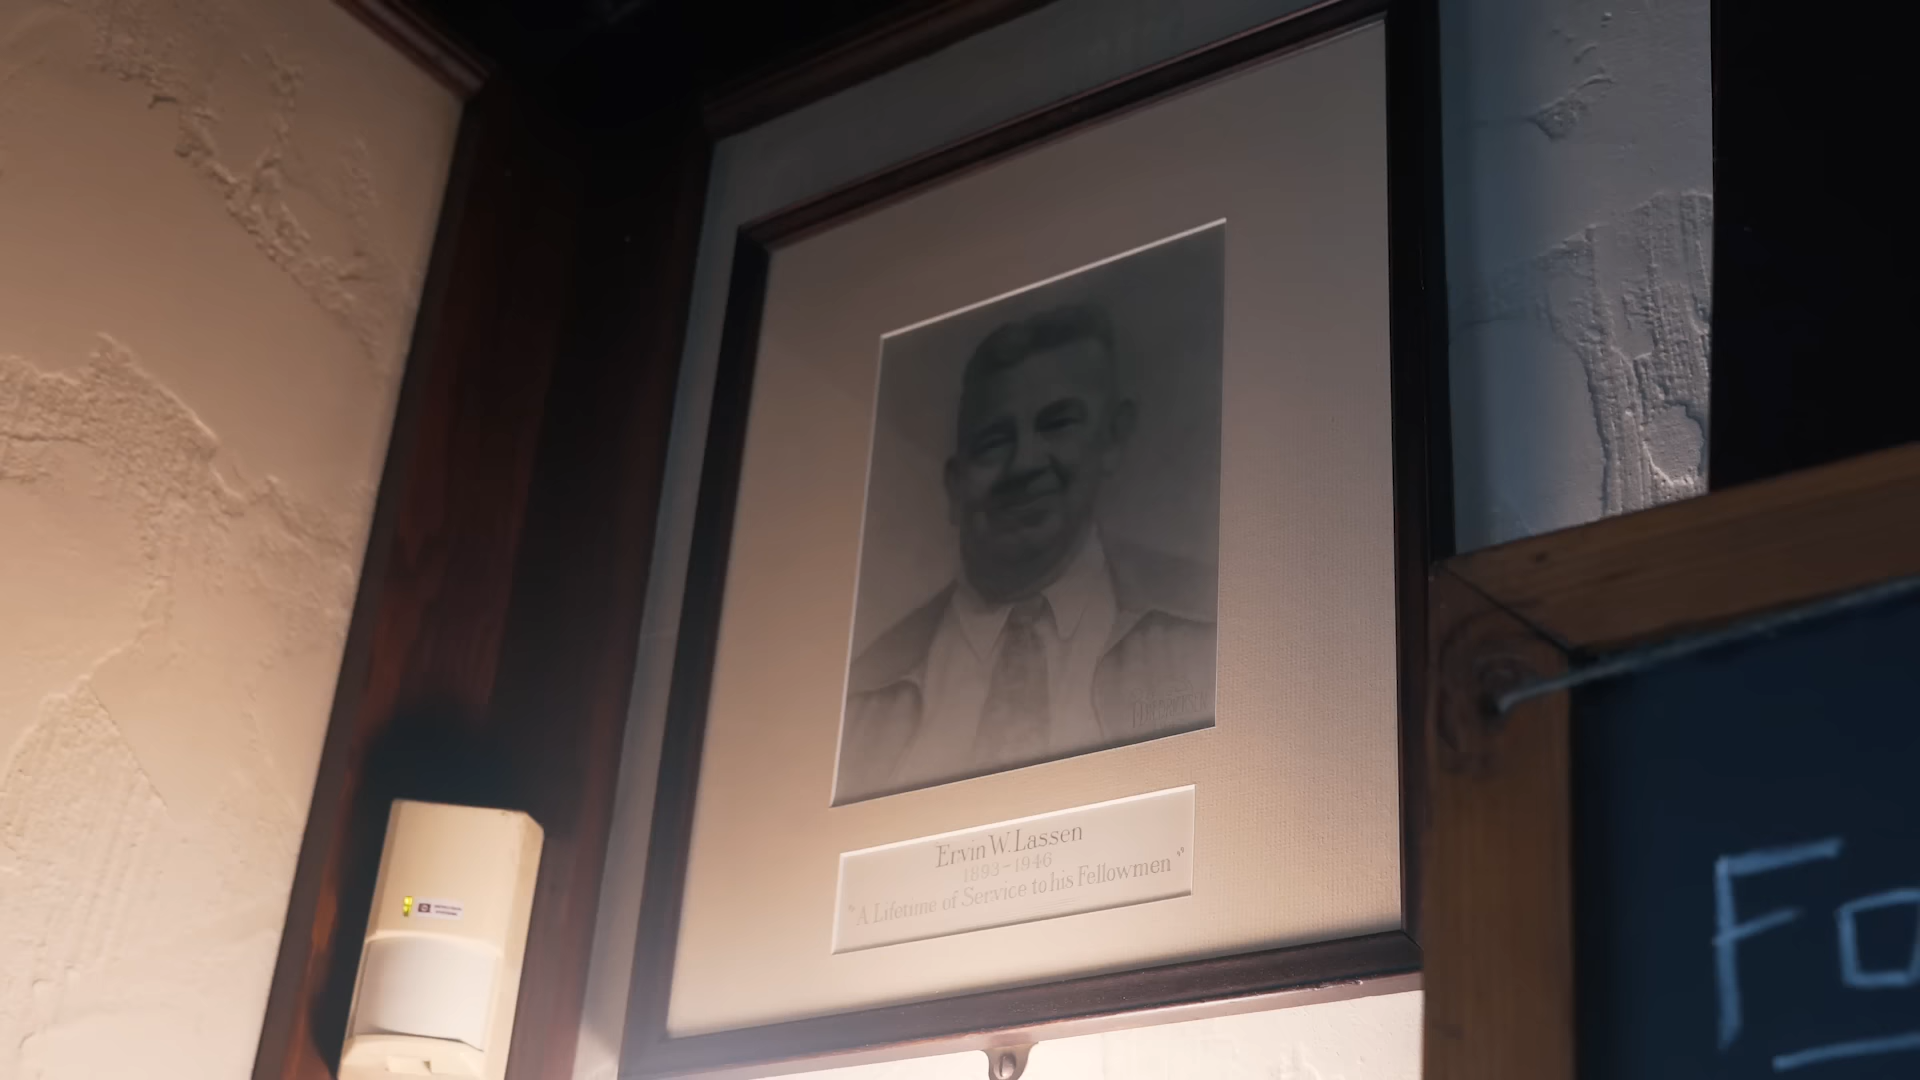 Ervin W. Lassen
1893-1946
"A Lifetime of Service to his Fellowmen"
Fo